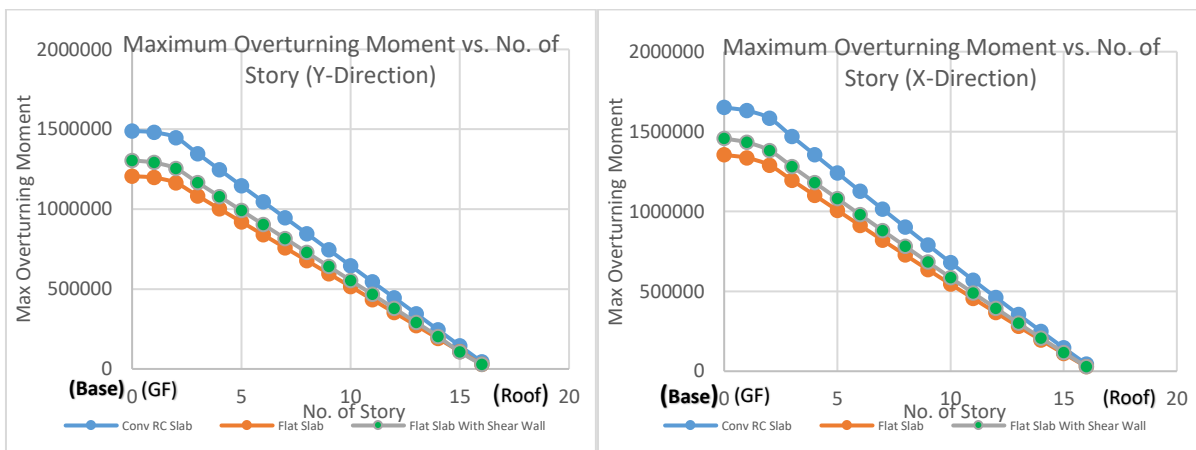 Maximum Overturning Moment vs. No. of
Story (Y-Direction)
Max Overturning Moment
2000000
1500000
1000000
500000
0
0
5
10
15
20
(Base)
(GF)
(Roof)
No. of Story
Conv RC Slab
Flat Slab
Flat Slab With Shear Wall
Maximum Overturning Moment vs. No. of
Story (X-Direction)
Max Overturning Moment
2000000
1500000
1000000
500000
0
0
5
10
15
20
(Base)
(GF)
(Roof)
No. of Story
Conv RC Slab
Flat Slab
Flat Slab With Shear Wall